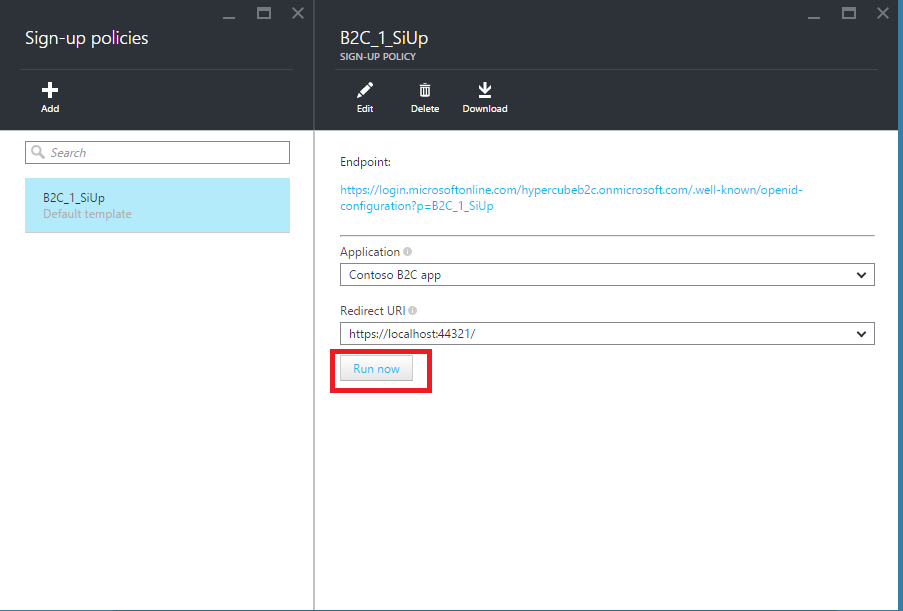 Sign-up policies
Add
Search
B2C_1_SiUp
Default template
B2C_1_SiUp
SIGN-UP POLICY
Edit
Delete
Download
Endpoint:
https://login.microsoftonline.com/hypercubeb2c.onmicrosoft.com/.well-known/openid-
configuration?p=B2C_1_SiUp
Application
Contoso B2C app
Redirect URI
https://localhost:44321/
Run now